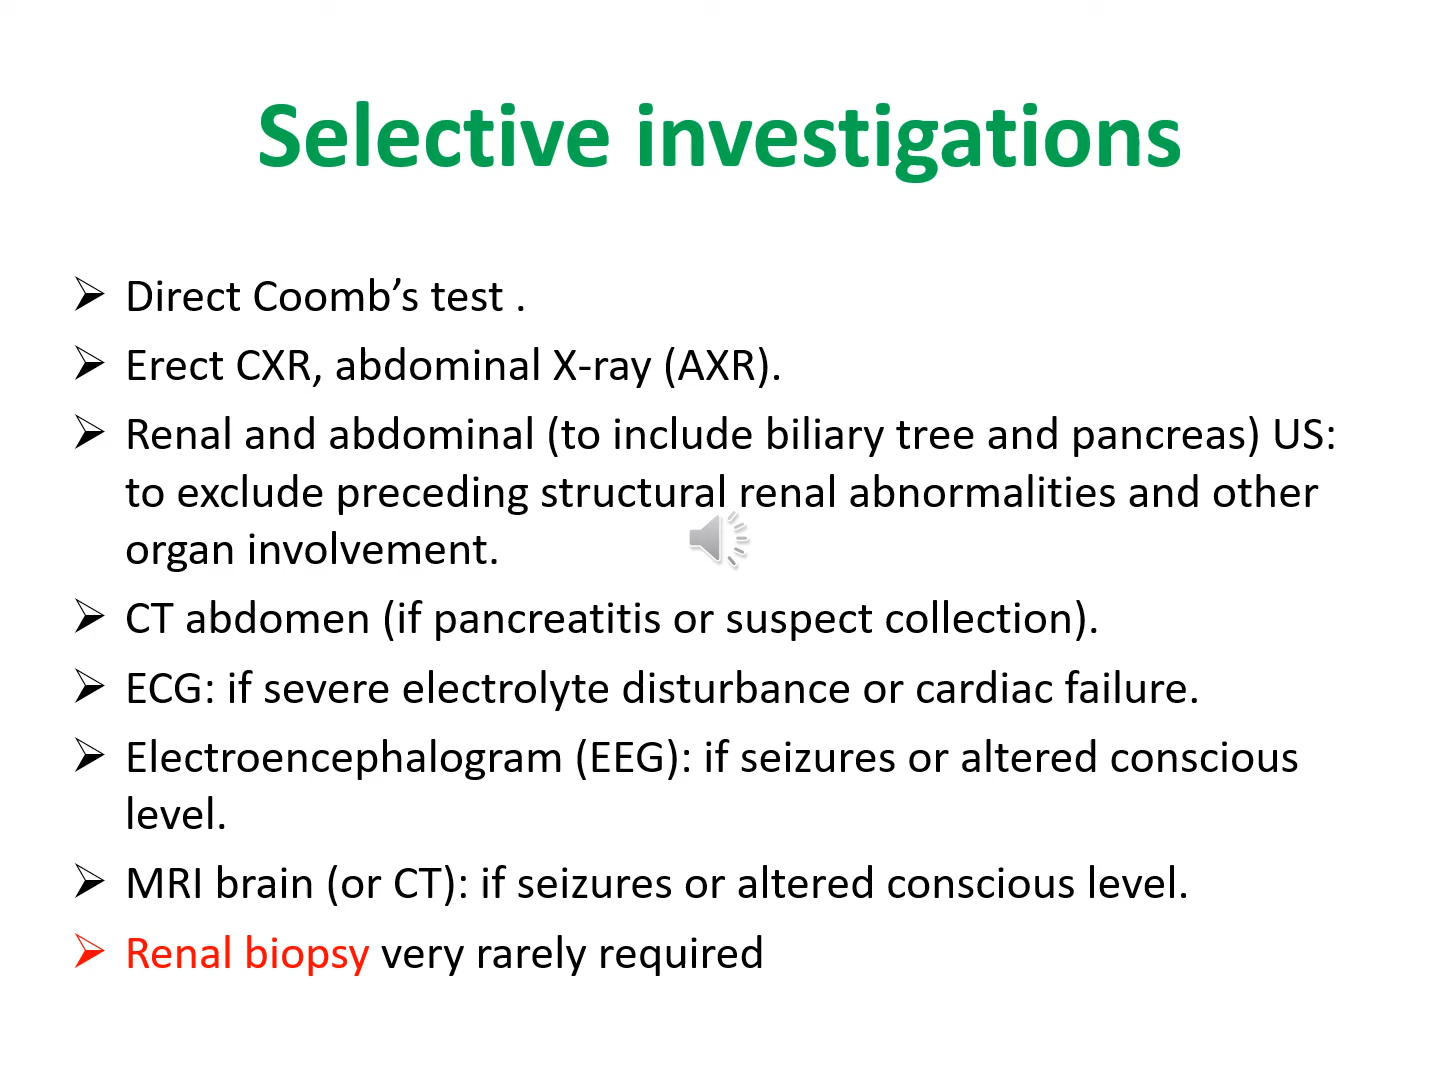 Selective investigations
➢ Direct Coomb’s test .
➢ Erect CXR, abdominal X-ray (AXR).
➢ Renal and abdominal (to include biliary tree and pancreas) US:
to exclude preceding structural renal abnormalities and other
organ involvement.
➢ CT abdomen (if pancreatitis or suspect collection).
➢ ECG: if severe electrolyte disturbance or cardiac failure.
➢ Electroencephalogram (EEG): if seizures or altered conscious
level.
➢ MRI brain (or CT): if seizures or altered conscious level.
➢ Renal biopsy very rarely required